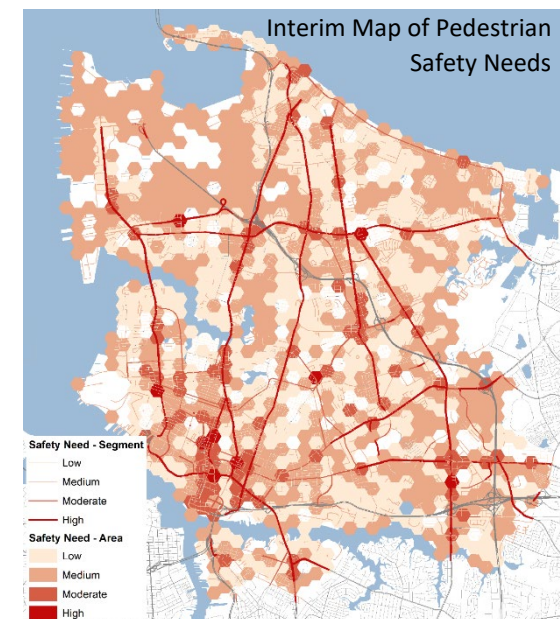 Interim Map of Pedestrian
Safety Needs
Safety Need - Segment
Low
Medium
Moderate
High
Safety Need - Area
Low
Medium
Moderate
High